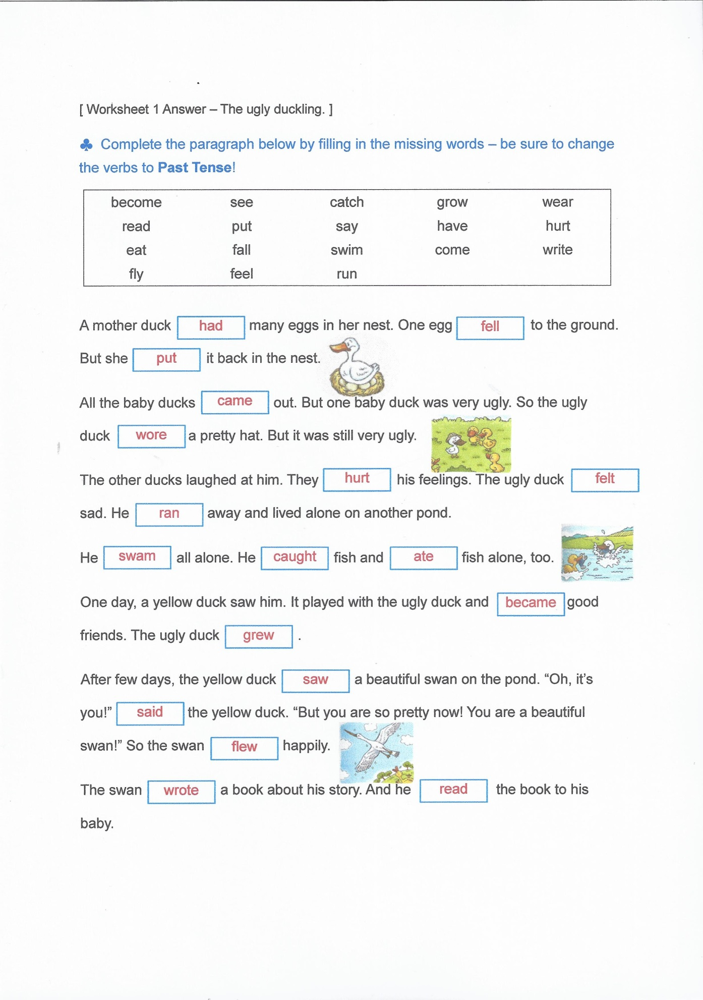 [ Worksheet 1 Answer – The ugly duckling. ]
♣ Complete the paragraph below by filling in the missing words – be sure to change
the verbs to Past Tense!
become see catch grow wear
read put say have hurt
eat fall swim come write
fly feel run
A mother duck had many eggs in her nest. One egg fell to the ground.
But she put it back in the nest.
All the baby ducks came out. But one baby duck was very ugly. So the ugly
duck wore a pretty hat. But it was still very ugly.
The other ducks laughed at him. They hurt his feelings. The ugly duck felt
sad. He ran away and lived alone on another pond.
He swam all alone. He caught fish and ate fish alone, too.
One day, a yellow duck saw him. It played with the ugly duck and became good
friends. The ugly duck grew .
After few days, the yellow duck saw a beautiful swan on the pond. “Oh, it’s
you!” said the yellow duck. “But you are so pretty now! You are a beautiful
swan!” So the swan flew happily.
The swan wrote a book about his story. And he read the book to his
baby.